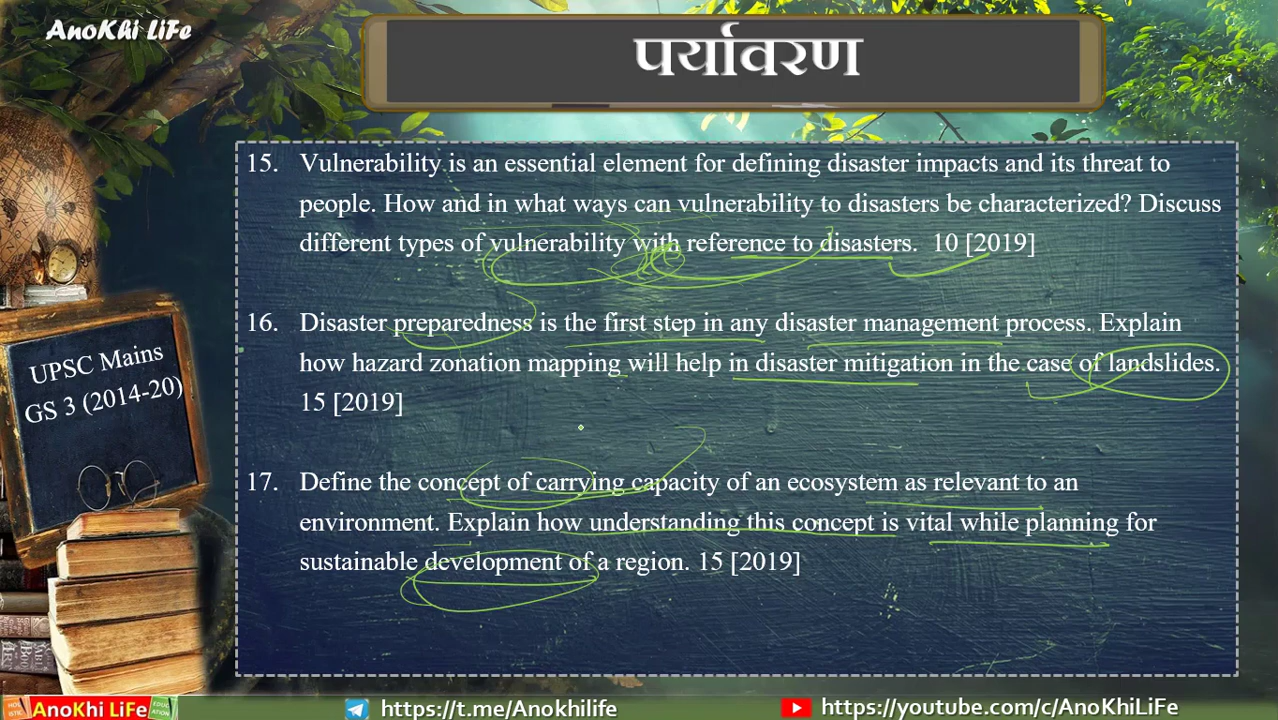 AnoKhi LiFe
पर्यावरण
15. Vulnerability is an essential element for defining disaster impacts and its threat to
people. How and in what ways can vulnerability to disasters be characterized? Discuss
different types of vulnerability with reference to disasters. 10 [2019]
16. Disaster preparedness is the first step in any disaster management process. Explain
how hazard zonation mapping will help in disaster mitigation in the case of landslides.
15 [2019]
UPSC Mains
GS 3 (2014-20)
17. Define the concept of carrying capacity of an ecosystem as relevant to an
environment. Explain how understanding this concept is vital while planning for
sustainable development of a region. 15 [2019]
AnoKhi LiFe
https://t.me/Anokhilife
https://youtube.com/c/AnoKhiLiFe